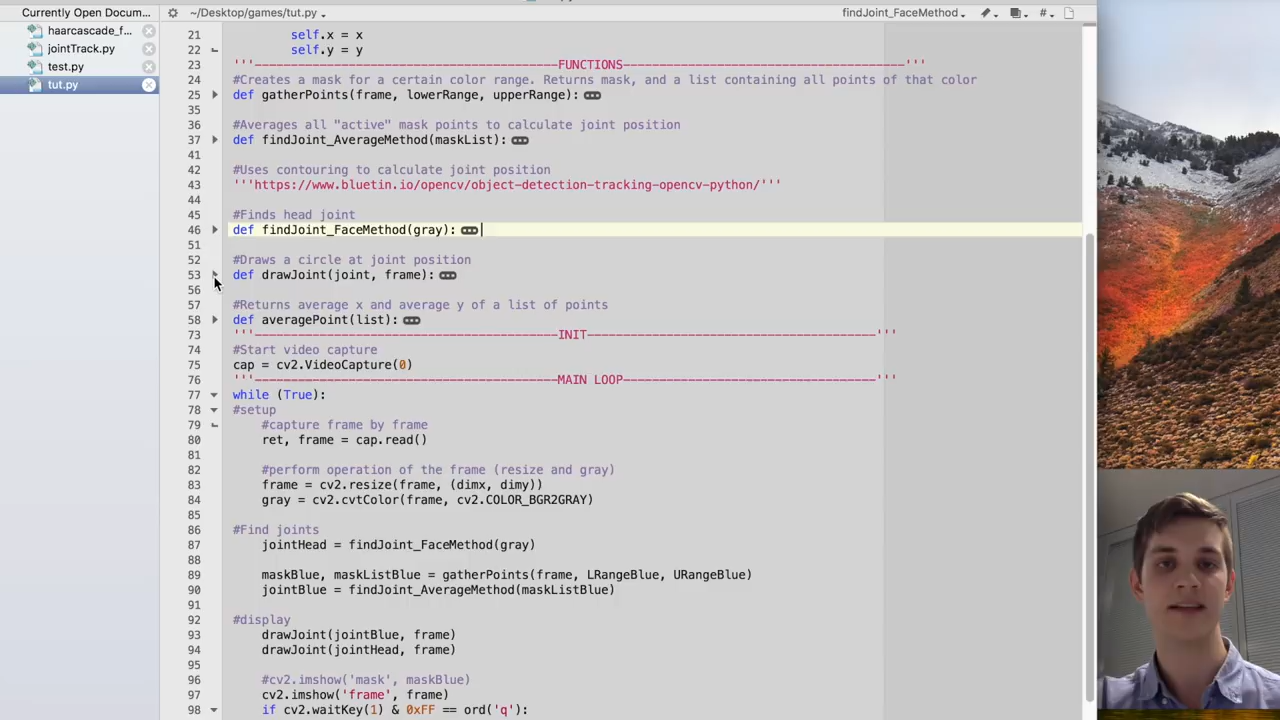 Currently Open Docum...
~/Desktop/games/tut.py
findJoint_FaceMethod
#
haarcascade_f...
jointTrack.py
test.py
tut.py
21 self.x = x
22 self.y = y
23 '''-------------------------------------------FUNCTIONS---------------------------------------'''
24 #Creates a mask for a certain color range. Returns mask, and a list containing all points of that color
25 def gatherPoints(frame, lowerRange, upperRange):
35
36 #Averages all "active" mask points to calculate joint position
37 def findJoint_AverageMethod(maskList):
41
42 #Uses contouring to calculate joint position
43 '''https://www.bluetin.io/opencv/object-detection-tracking-opencv-python/'''
44
45 #Finds head joint
46 def findJoint_FaceMethod(gray):
51
52 #Draws a circle at joint position
53 def drawJoint(joint, frame):
56
57 #Returns average x and average y of a list of points
58 def averagePoint(list):
73 '''-------------------------------------------INIT----------------------------------------'''
74 #Start video capture
75 cap = cv2.VideoCapture(0)
76 '''-------------------------------------------MAIN LOOP-----------------------------------'''
77 while (True):
78 #setup
79 #capture frame by frame
80 ret, frame = cap.read()
81
82 #perform operation of the frame (resize and gray)
83 frame = cv2.resize(frame, (dimx, dimy))
84 gray = cv2.cvtColor(frame, cv2.COLOR_BGR2GRAY)
85
86 #Find joints
87 jointHead = findJoint_FaceMethod(gray)
88
89 maskBlue, maskListBlue = gatherPoints(frame, LRangeBlue, URangeBlue)
90 jointBlue = findJoint_AverageMethod(maskListBlue)
91
92 #display
93 drawJoint(jointBlue, frame)
94 drawJoint(jointHead, frame)
95
96 #cv2.imshow('mask', maskBlue)
97 cv2.imshow('frame', frame)
98 if cv2.waitKey(1) & 0xFF == ord('q'):